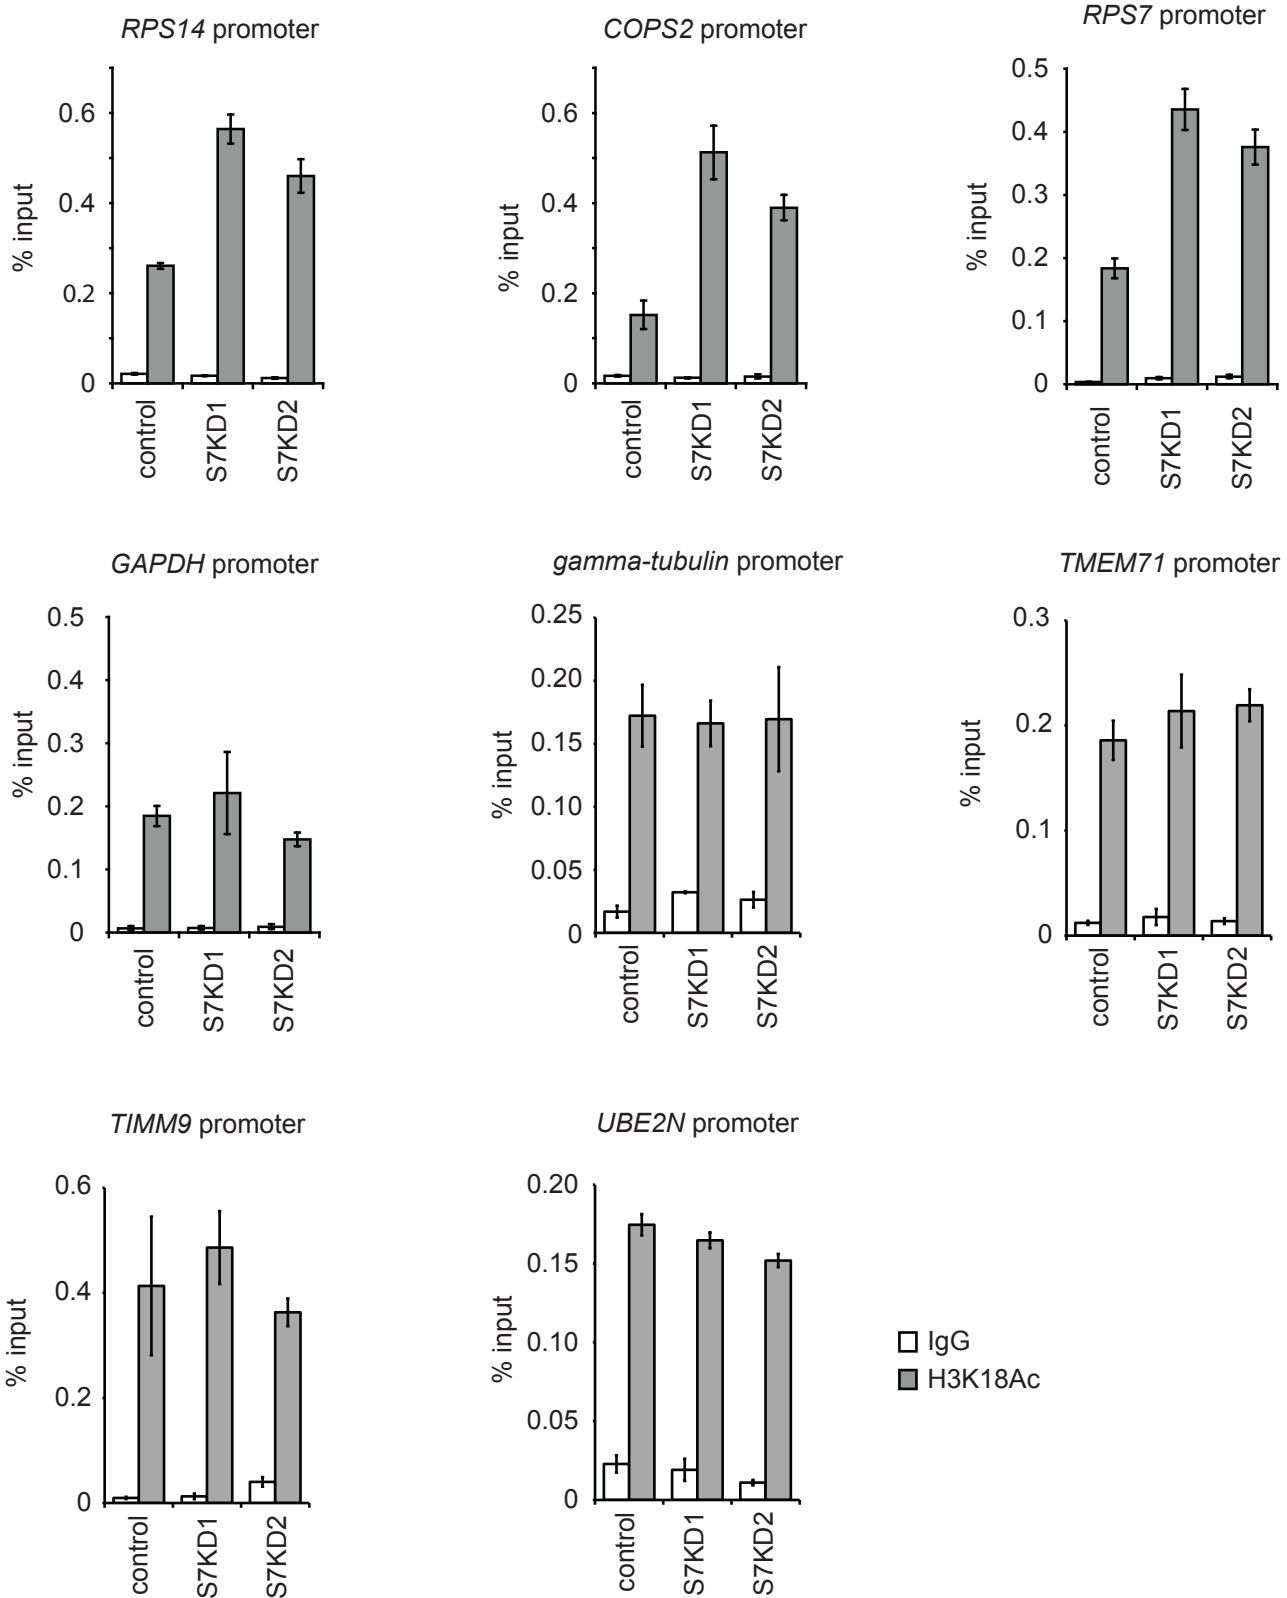 RPS14 promoter
% input
0.6
0.4
0.2
0
control
S7KD1
S7KD2
COPS2 promoter
% input
0.6
0.4
0.2
0
control
S7KD1
S7KD2
RPS7 promoter
% input
0.5
0.4
0.3
0.2
0.1
0
control
S7KD1
S7KD2
GAPDH promoter
% input
0.5
0.4
0.3
0.2
0.1
0
control
S7KD1
S7KD2
gamma-tubulin promoter
% input
0.25
0.20
0.15
0.10
0.05
0
control
S7KD1
S7KD2
TMEM71 promoter
% input
0.3
0.2
0.1
0
control
S7KD1
S7KD2
TIMM9 promoter
% input
0.6
0.4
0.2
0
control
S7KD1
S7KD2
UBE2N promoter
% input
0.20
0.15
0.10
0.05
0
control
S7KD1
S7KD2
IgG
H3K18Ac